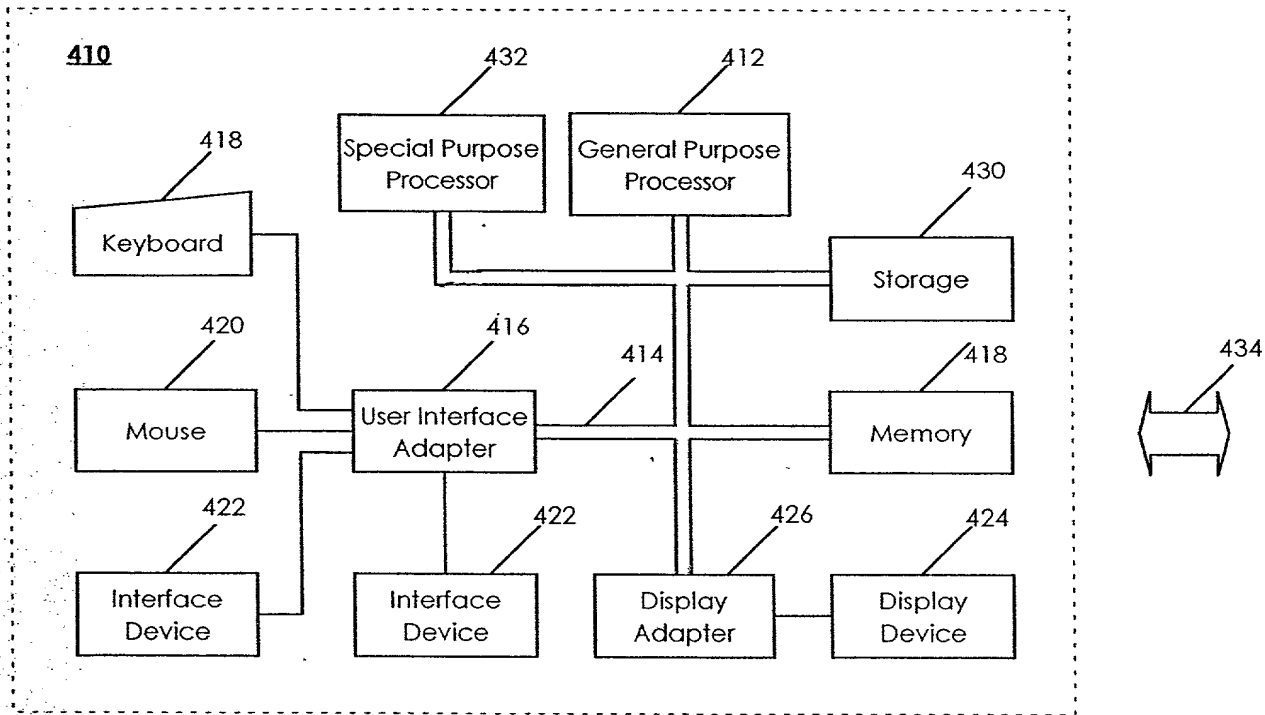 410
432
412
Special Purpose
Processor
General Purpose
Processor
418
Keyboard
430
Storage
420
Mouse
416
User Interface
Adapter
414
418
Memory
434
422
Interface
Device
422
Interface
Device
426
Display
Adapter
424
Display
Device